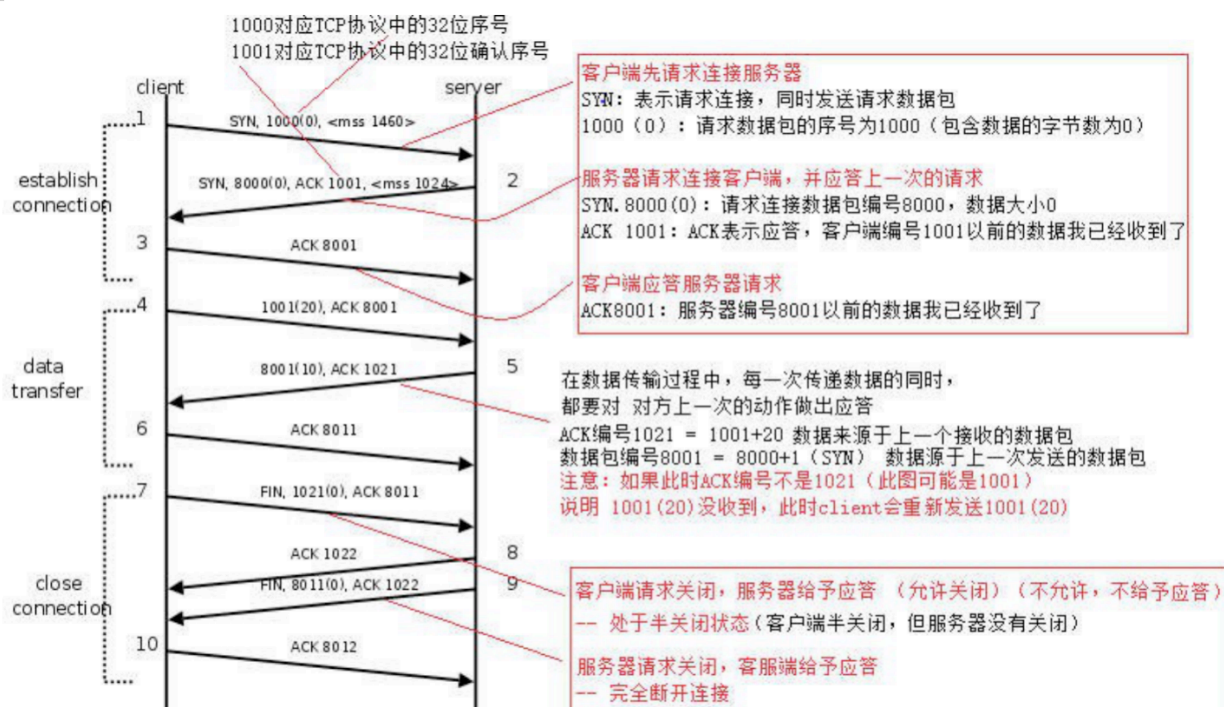 1000对应TCP协议中的32位序号
1001对应TCP协议中的32位确认序号
client
server
客户端先请求连接服务器
SYN: 表示请求连接，同时发送请求数据包
1000（0）: 请求数据包的序号为1000（包含数据的字节数为0）
1
SYN, 1000(0), <mss 1460>
establish
connection
SYN, 8000(0), ACK 1001, <mss 1024>
2
服务器请求连接客户端，并应答上一次的请求
SYN.8000(0): 请求连接数据包编号8000，数据大小0
ACK 1001: ACK表示应答，客户端编号1001以前的数据我已经收到了
3
ACK 8001
客户端应答服务器请求
ACK8001: 服务器编号8001以前的数据我已经收到了
4
1001(20), ACK 8001
data
transfer
8001(10), ACK 1021
5
在数据传输过程中，每一次传递数据的同时，
都要对 对方上一次的动作做出应答
ACK编号1021 = 1001+20 数据来源于上一个接收的数据包
数据包编号8001 = 8000+1（SYN） 数据源于上一次发送的数据包
注意: 如果此时ACK编号不是1021（此图可能是1001）
说明 1001(20)没收到，此时client会重新发送1001(20)
6
ACK 8011
7
FIN, 1021(0), ACK 8011
close
connection
ACK 1022
8
FIN, 8011(0), ACK 1022
9
客户端请求关闭，服务器给予应答 （允许关闭）（不允许，不给予应答）
-- 处于半关闭状态(客户端半关闭，但服务器没有关闭)
10
ACK 8012
服务器请求关闭，客服端给予应答
-- 完全断开连接